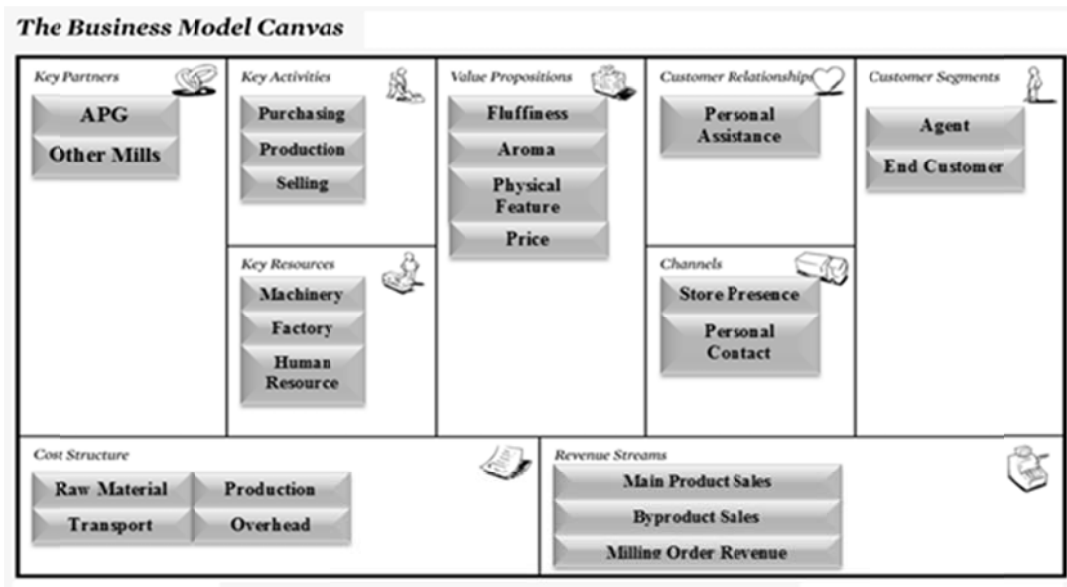 The Business Model Canvas
Key Partners
APG
Other Mills
Key Activities
Purchasing
Production
Selling
Key Resources
Machinery
Factory
Human
Resource
Value Propositions
Fluffiness
Aroma
Physical
Feature
Price
Customer Relationships
Personal
Assistance
Channels
Store Presence
Personal
Contact
Customer Segments
Agent
End Customer
Cost Structure
Raw Material
Production
Transport
Overhead
Revenue Streams
Main Product Sales
Byproduct Sales
Milling Order Revenue